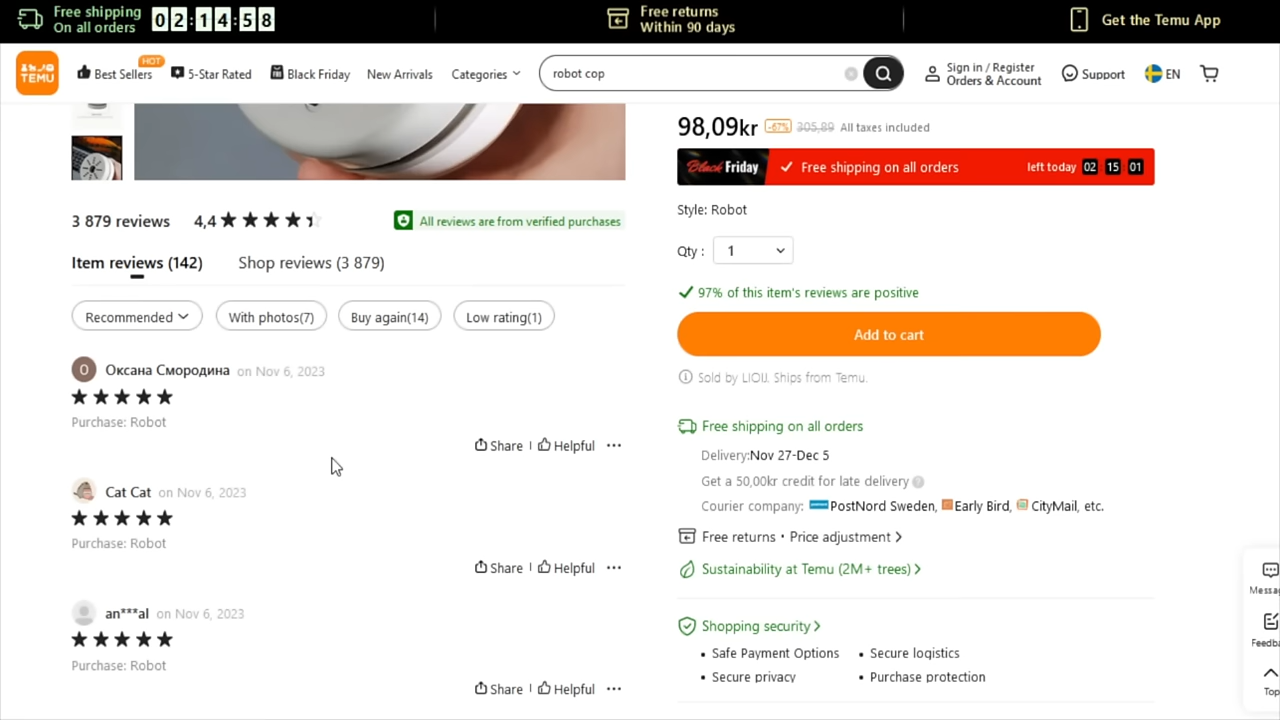 Free shipping
On all orders
02:14:58
Free returns
Within 90 days
Get the Temu App
TEMU
Best Sellers
HOT
5-Star Rated
Black Friday
New Arrivals
Categories
robot cop
Sign in / Register
Orders & Account
Support
EN
98,09kr -67% 305,89 All taxes included
Black Friday
Free shipping on all orders
left today 02 15 01
Style: Robot
Qty : 1
97% of this item's reviews are positive
Add to cart
Sold by LIOU. Ships from Temu.
Free shipping on all orders
Delivery:Nov 27-Dec 5
Get a 50,00kr credit for late delivery ?
Courier company: PostNord Sweden, Early Bird, CityMail, etc.
Free returns • Price adjustment >
Sustainability at Temu (2M+ trees) >
Shopping security >
• Safe Payment Options • Secure logistics
• Secure privacy • Purchase protection
3 879 reviews 4,4
All reviews are from verified purchases
Item reviews (142) Shop reviews (3 879)
Recommended With photos(7) Buy again(14) Low rating(1)
О Оксана Смородина on Nov 6, 2023
Purchase: Robot
Share | Helpful ...
Cat Cat on Nov 6, 2023
Purchase: Robot
Share | Helpful ...
an***al on Nov 6, 2023
Purchase: Robot
Share | Helpful ...
Messag
Feedba
Top